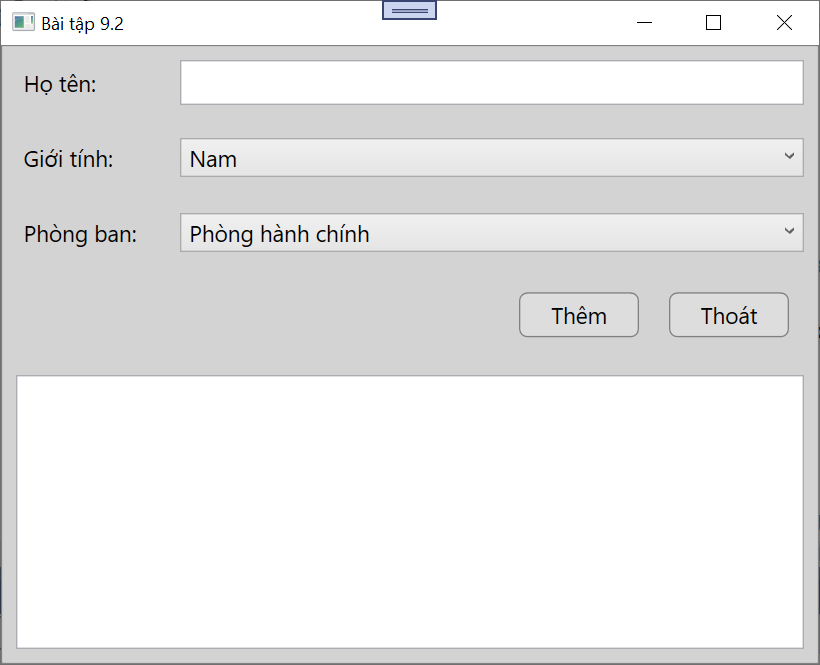 Bài tập 9.2
Họ tên:
Giới tính: Nam
Phòng ban: Phòng hành chính
Thêm Thoát